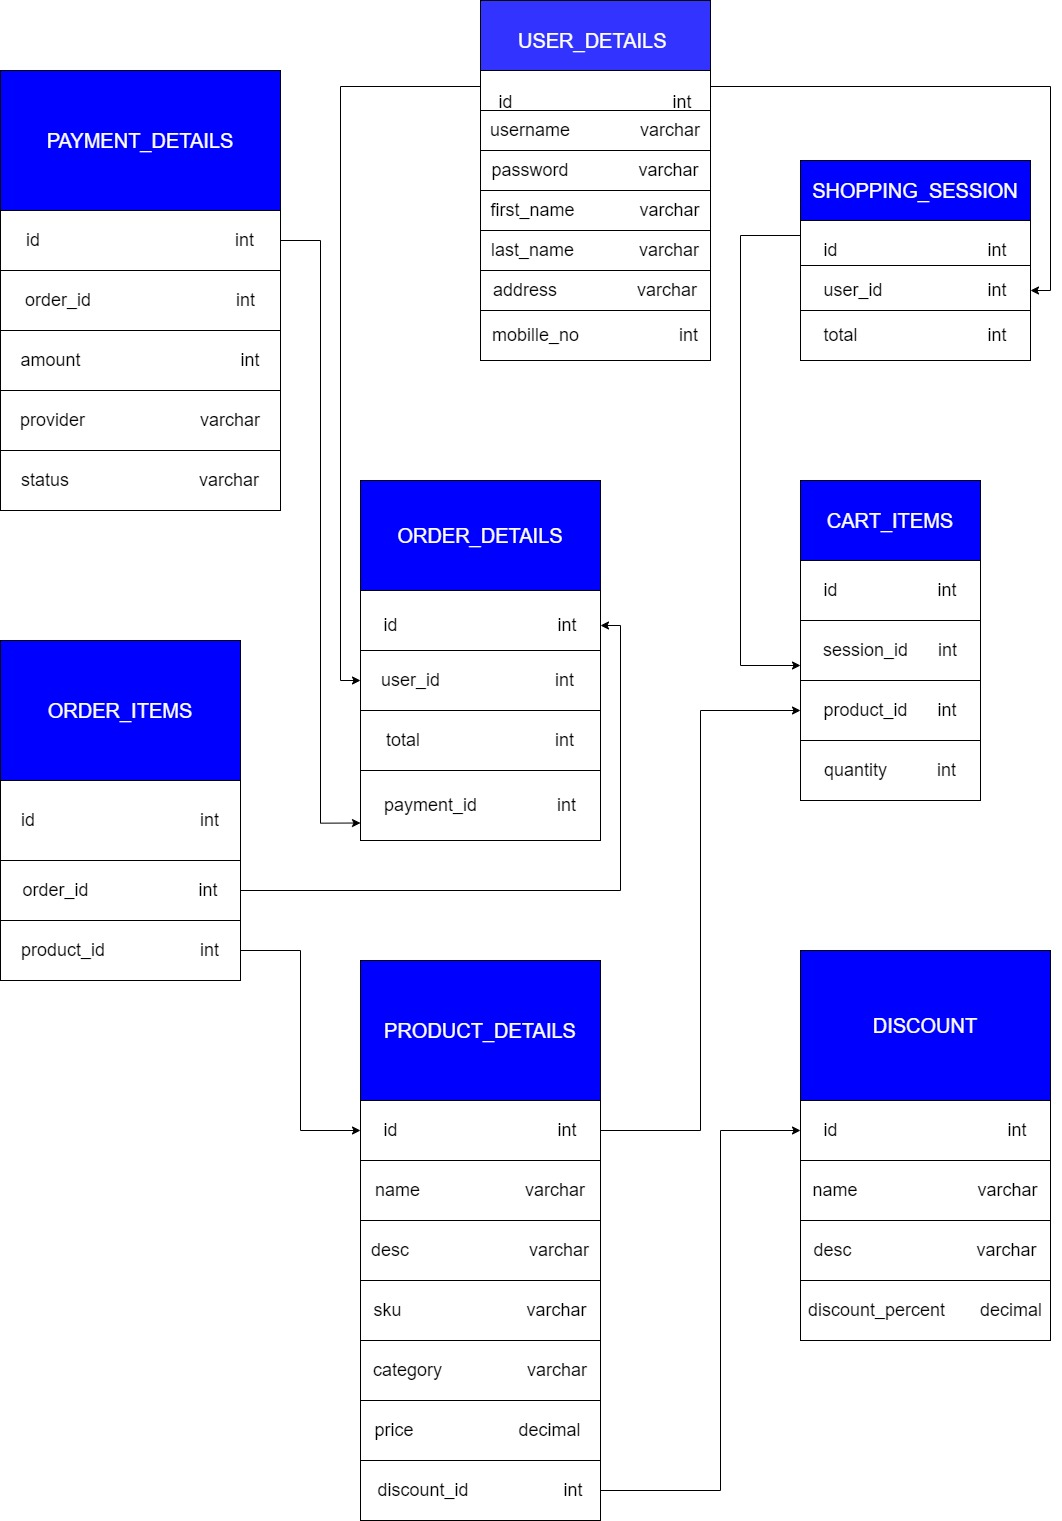 USER_DETAILS
id int
username varchar
password varchar
first_name varchar
last_name varchar
address varchar
mobille_no int
PAYMENT_DETAILS
id int
order_id int
amount int
provider varchar
status varchar
SHOPPING_SESSION
id int
user_id int
total int
ORDER_DETAILS
id int
user_id int
total int
payment_id int
CART_ITEMS
id int
session_id int
product_id int
quantity int
ORDER_ITEMS
id int
order_id int
product_id int
PRODUCT_DETAILS
id int
name varchar
desc varchar
sku varchar
category varchar
price decimal
discount_id int
DISCOUNT
id int
name varchar
desc varchar
discount_percent decimal